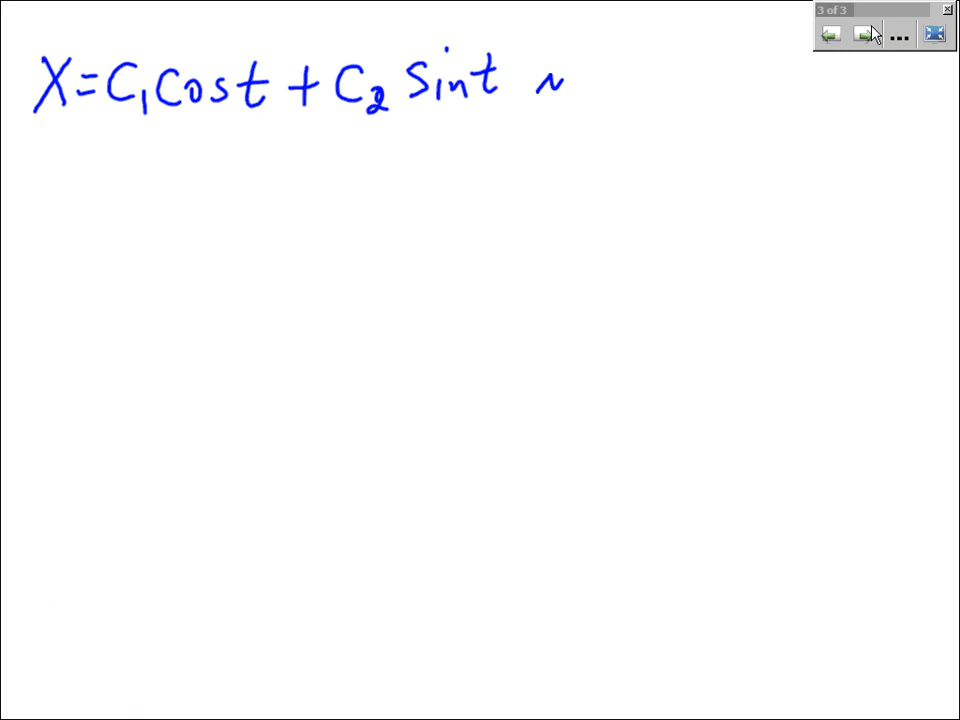 3 of 3
X=C₁Cost + C₂ Sint